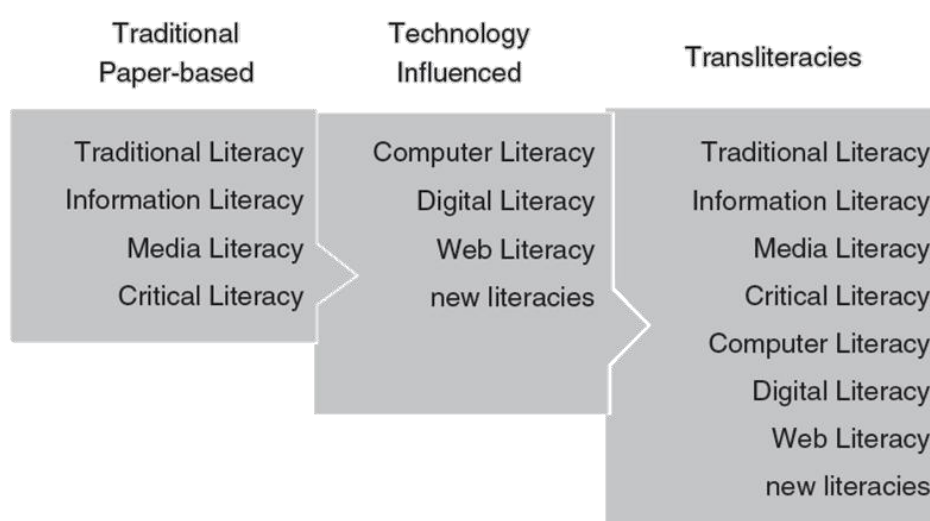 Traditional
Paper-based
Technology
Influenced
Transliteracies
Traditional Literacy
Information Literacy
Media Literacy
Critical Literacy
Computer Literacy
Digital Literacy
Web Literacy
new literacies
Traditional Literacy
Information Literacy
Media Literacy
Critical Literacy
Computer Literacy
Digital Literacy
Web Literacy
new literacies